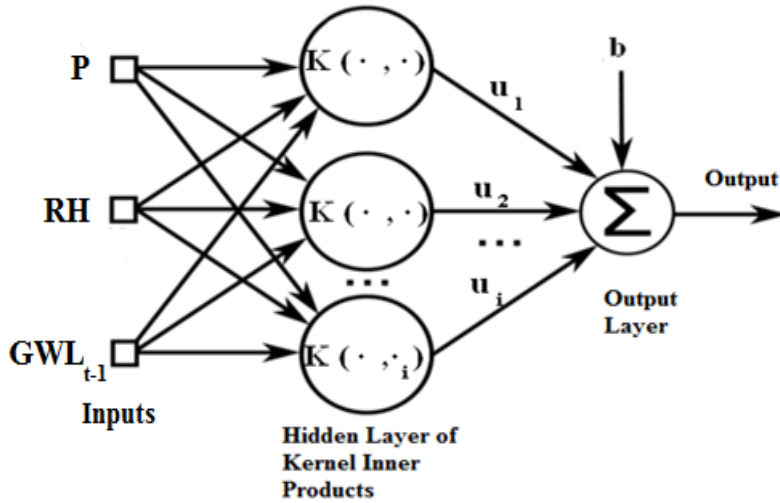 P
RH
GWL t-1
Inputs
K ( · , · )
K ( · , · )
...
K ( · , · i )
Hidden Layer of
Kernel Inner
Products
u 1
u 2
...
u i
b
Σ
Output
Output
Layer